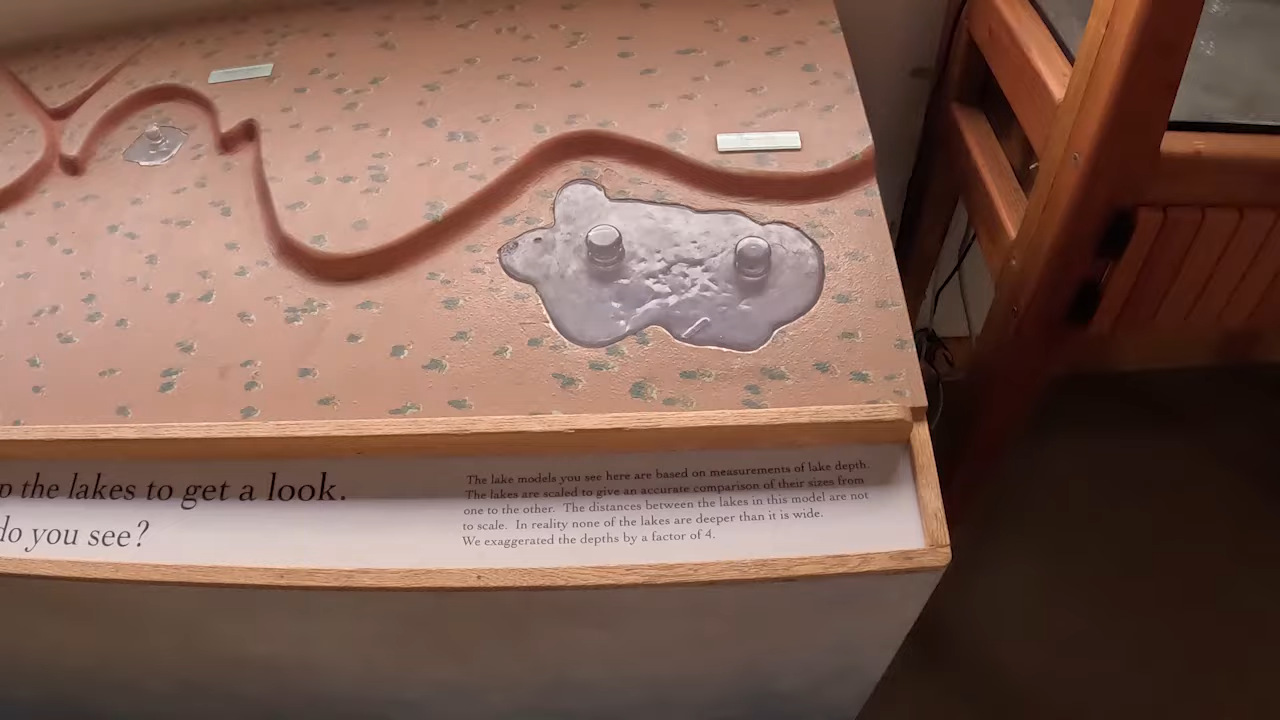 the lakes to get a look.
do you see?
The lake models you see here are based on measurements of lake depth.
The lakes are scaled to give an accurate comparison of their sizes from
one to the other. The distances between the lakes in this model are not
to scale. In reality none of the lakes are deeper than it is wide.
We exaggerated the depths by a factor of 4.